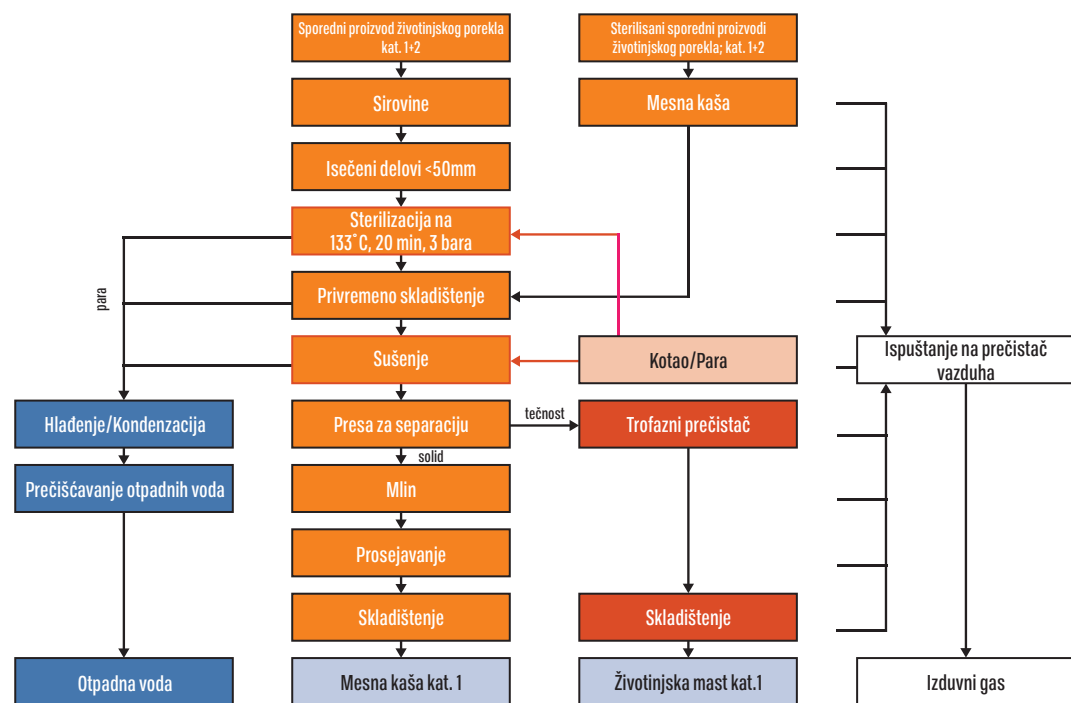 Sporedni proizvod životinjskog porekla
kat. 1+2
Sterilisani sporedni proizvodi
životinjskog porekla; kat. 1+2
Sirovine
Mesna kaša
Isečeni delovi <50mm
Sterilizacija na
133˚C, 20 min, 3 bara
para
Privremeno skladištenje
Sušenje
Kotao/Para
Ispuštanje na prečistač
vazduha
Hlađenje/Kondenzacija
Presa za separaciju
tečnost
Trofazni prečistač
solid
Prečišćavanje otpadnih voda
Mlin
Prosejavanje
Skladištenje
Skladištenje
Otpadna voda
Mesna kaša kat. 1
Životinjska mast kat.1
Izduvni gas